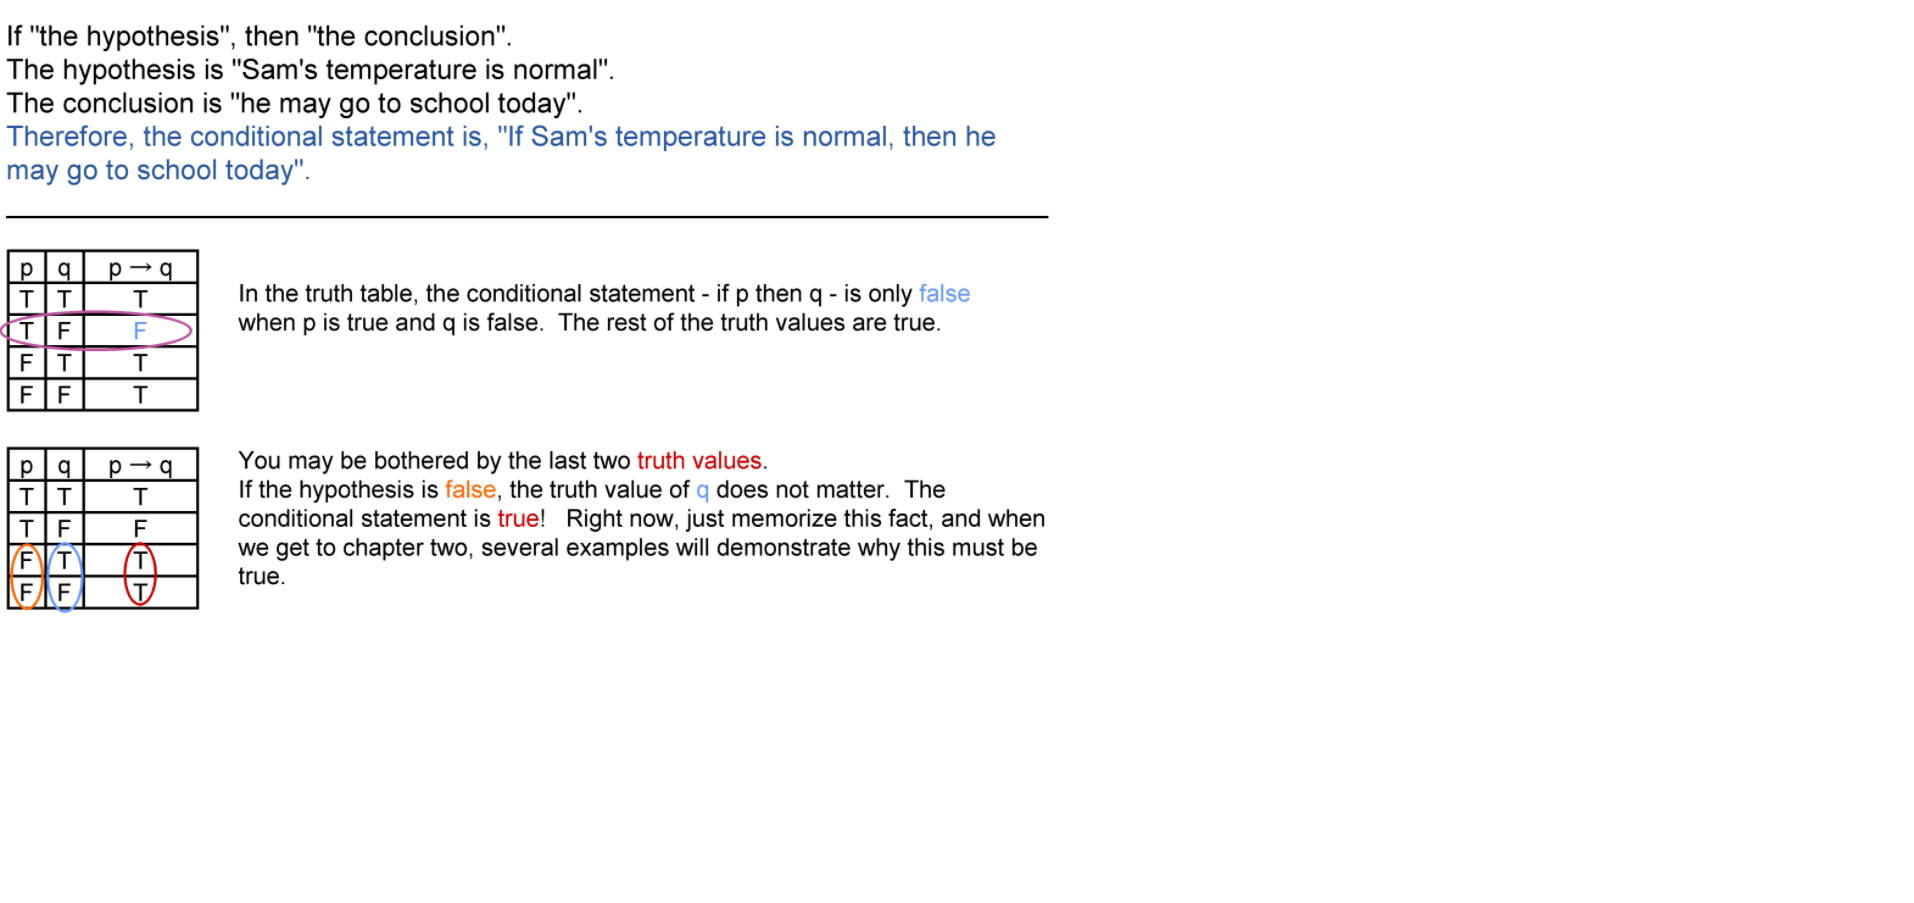 If "the hypothesis", then "the conclusion".
The hypothesis is "Sam's temperature is normal".
The conclusion is "he may go to school today".
Therefore, the conditional statement is, "If Sam's temperature is normal, then he
may go to school today".
p q p → q
T T T
T F F
F T T
F F T
In the truth table, the conditional statement - if p then q - is only false
when p is true and q is false.  The rest of the truth values are true.
p q p → q
T T T
T F F
F T T
F F T
You may be bothered by the last two truth values.
If the hypothesis is false, the truth value of q does not matter.  The
conditional statement is true!   Right now, just memorize this fact, and when
we get to chapter two, several examples will demonstrate why this must be
true.